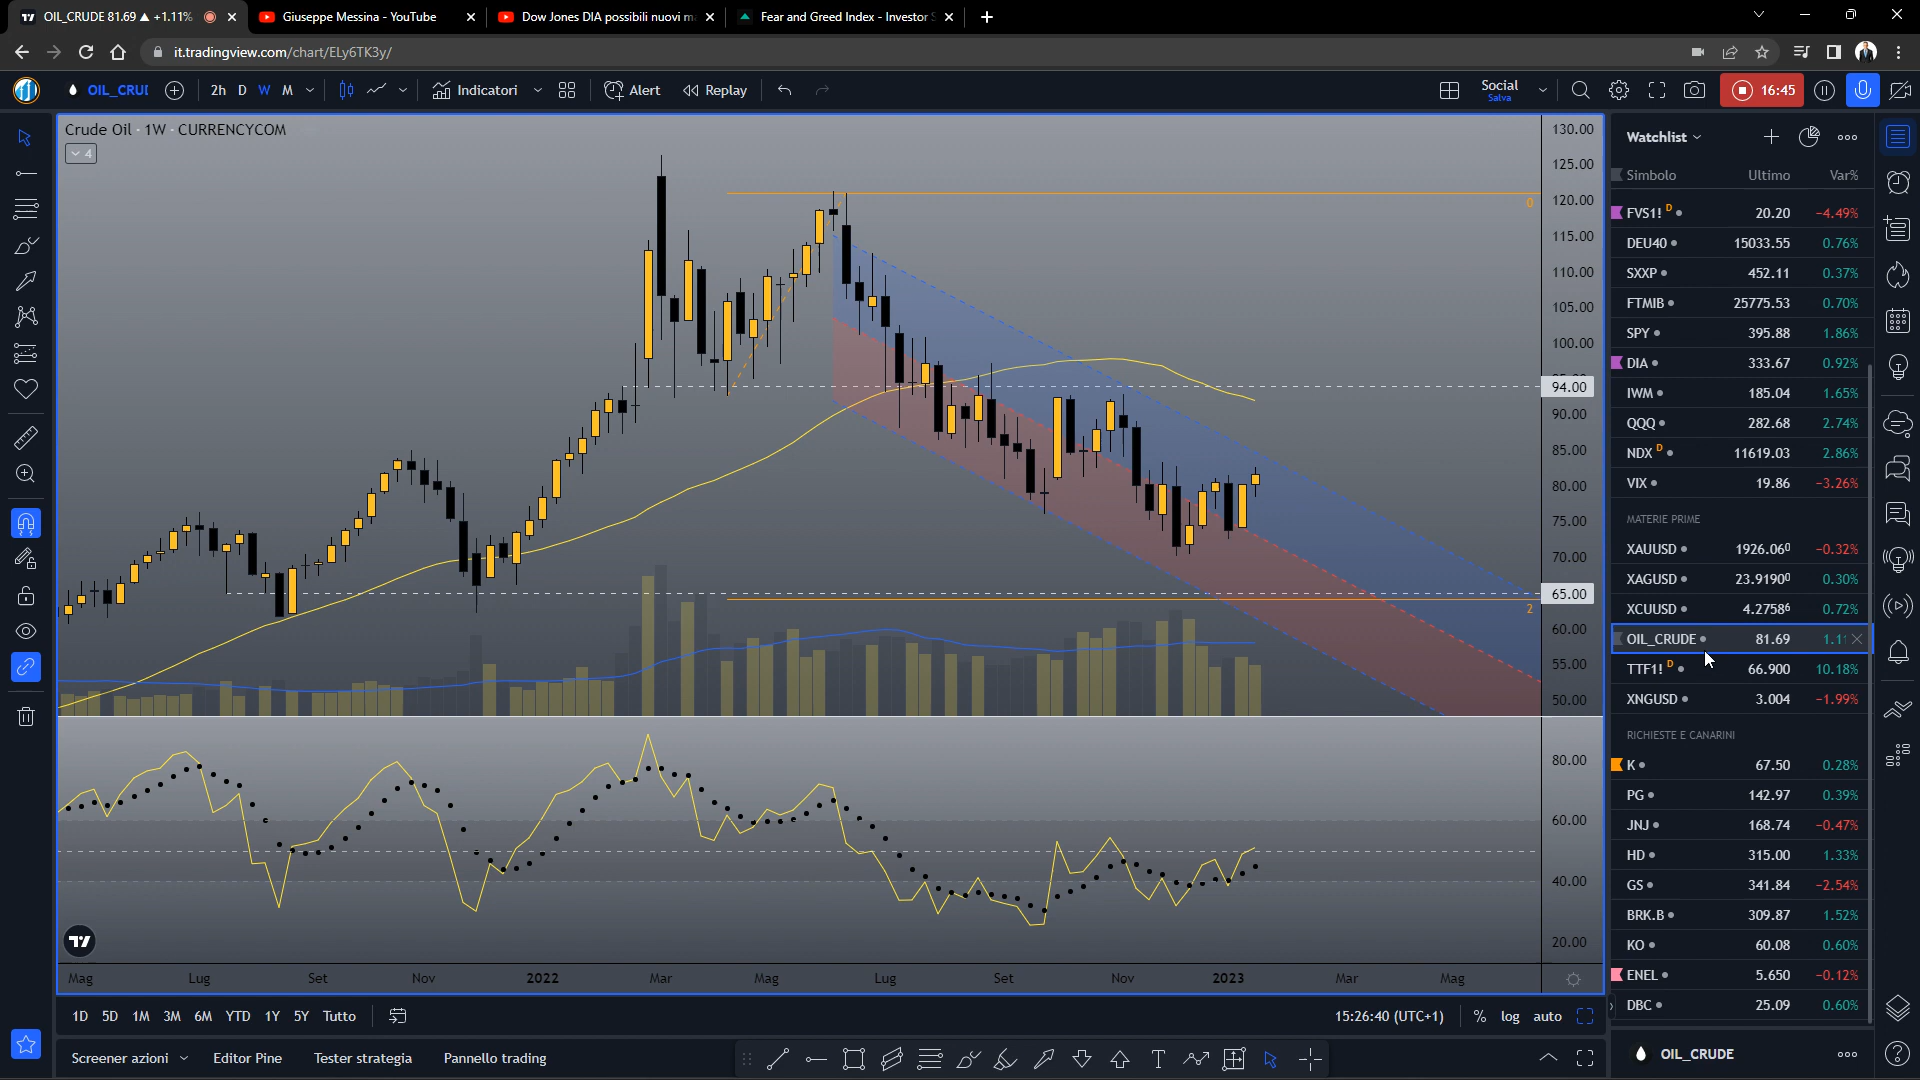 OIL_CRUDE 81.69 ▲ +1.11%
Giuseppe Messina - YouTube
Dow Jones DIA possibili nuovi
Fear and Greed Index - Investor
it.tradingview.com/chart/ELy6TK3y/
OIL_CRUI 2h D W M Indicatori Alert Replay Social Salva 16:45
Crude Oil · 1W · CURRENCYCOM
4
130.00
125.00
120.00
115.00
110.00
105.00
100.00
94.00
90.00
85.00
80.00
75.00
70.00
65.00
60.00
55.00
50.00
0
2
80.00
60.00
40.00
20.00
Mag Lug Set Nov 2022 Mar Mag Lug Set Nov 2023 Mar Mag
1D 5D 1M 3M 6M YTD 1Y 5Y Tutto 15:26:40 (UTC+1) % log auto
Screener azioni Editor Pine Tester strategia Pannello trading
Watchlist
Simbolo Ultimo Var%
FVS1! D 20.20 −4.49%
DEU40 15033.55 0.76%
SXXP 452.11 0.37%
FTMIB 25775.53 0.70%
SPY 395.88 1.86%
DIA 333.67 0.92%
IWM 185.04 1.65%
QQQ 282.68 2.74%
NDX D 11619.03 2.86%
VIX 19.86 −3.26%
MATERIE PRIME
XAUUSD 1926.060 −0.32%
XAGUSD 23.9190 0.30%
XCUUSD 4.27586 0.72%
OIL_CRUDE 81.69 1.1
TTF1! D 66.900 10.18%
XNGUSD 3.004 −1.99%
RICHIESTE E CANARINI
K 67.50 0.28%
PG 142.97 0.39%
JNJ 168.74 −0.47%
HD 315.00 1.33%
GS 341.84 −2.54%
BRK.B 309.87 1.52%
KO 60.08 0.60%
ENEL 5.650 −0.12%
DBC 25.09 0.60%
OIL_CRUDE